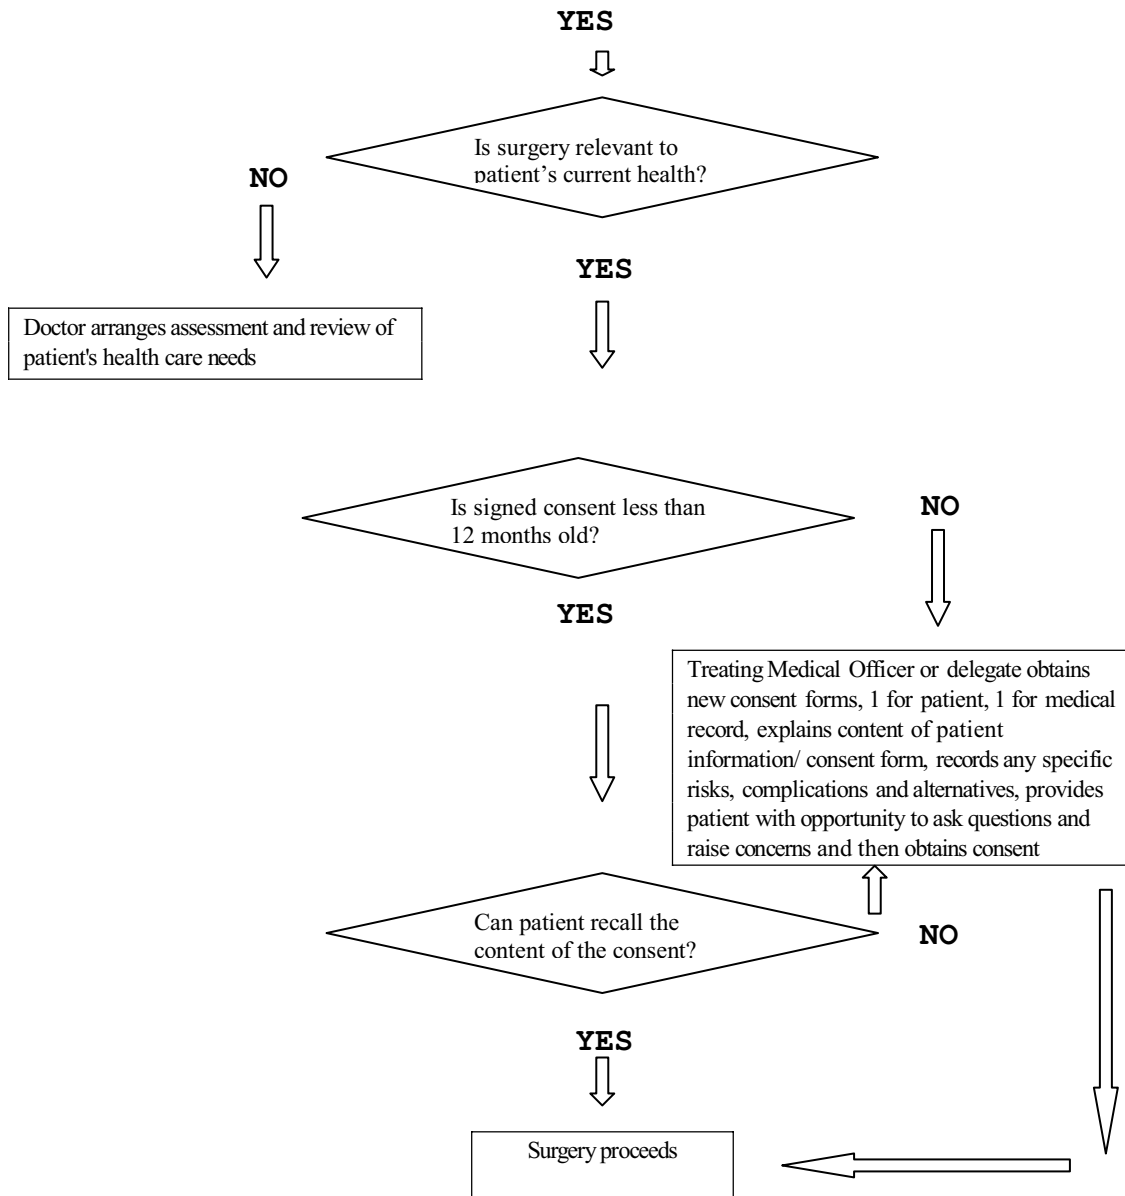 YES
Is surgery relevant to
patient’s current health?
NO
YES
Doctor arranges assessment and review of
patient's health care needs
Is signed consent less than
12 months old?
NO
YES
Treating Medical Officer or delegate obtains
new consent forms, 1 for patient, 1 for medical
record, explains content of patient
information/ consent form, records any specific
risks, complications and alternatives, provides
patient with opportunity to ask questions and
raise concerns and then obtains consent
Can patient recall the
content of the consent?
NO
YES
Surgery proceeds